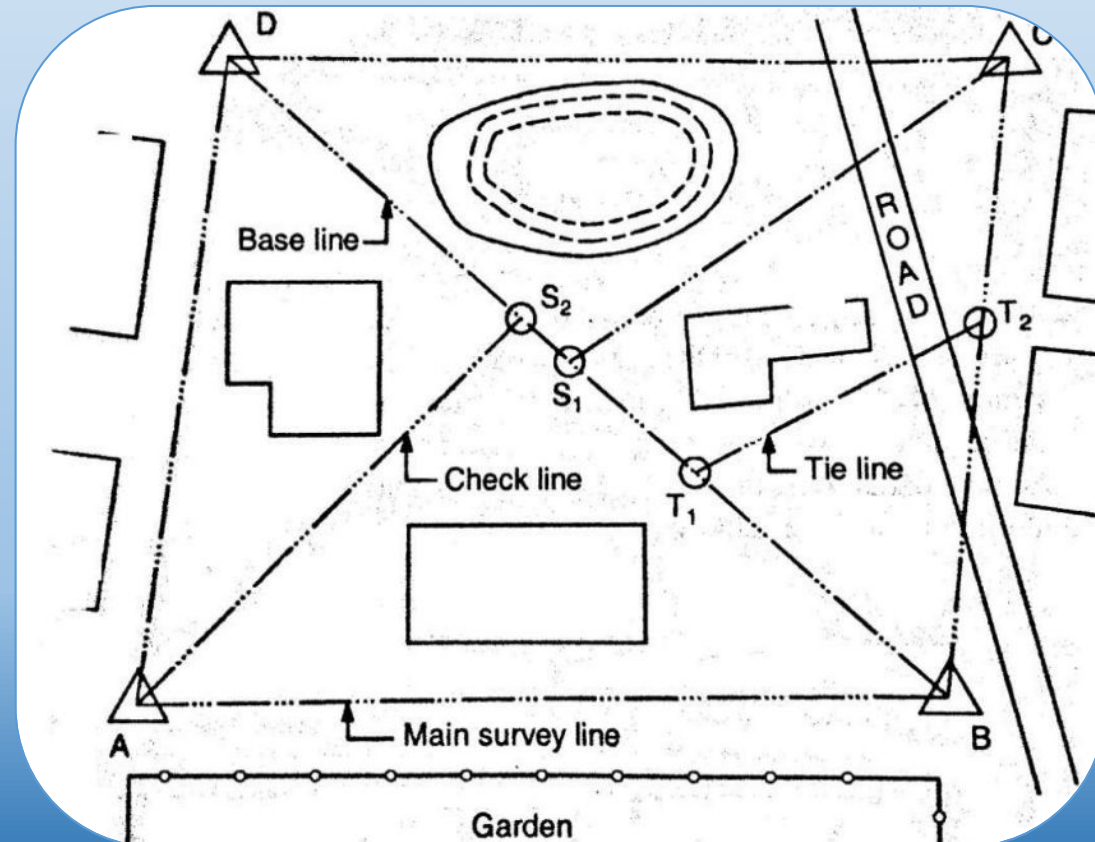 D
C
Base line
ROAD
S2
T2
S1
Check line
Tie line
T1
A
Main survey line
B
Garden